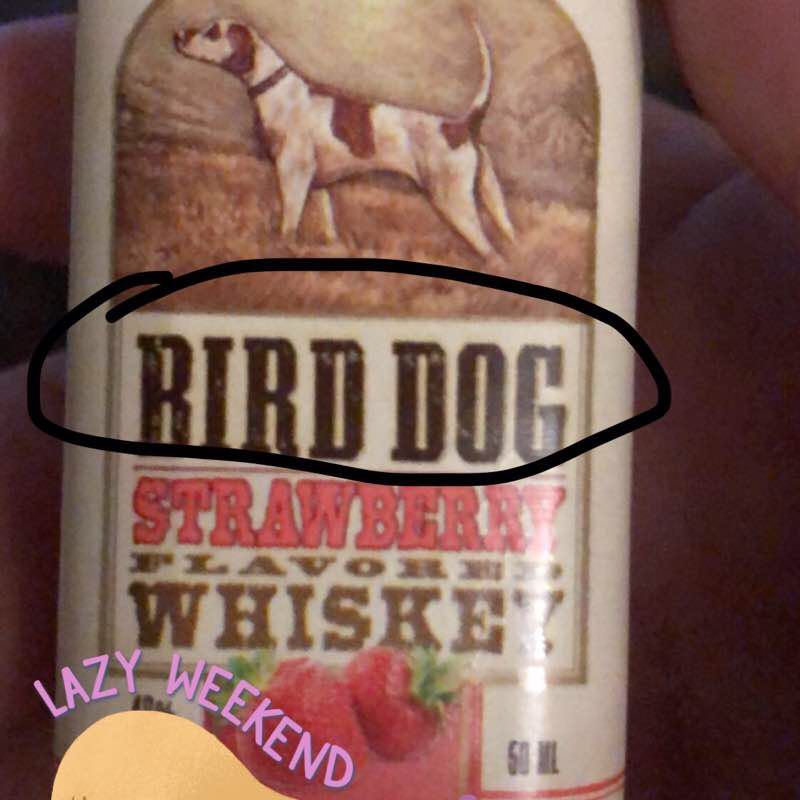 BIRD DOG
STRAWBERRY
FLAVORED
WHISKEY
LAZY WEEKEND
50 ML